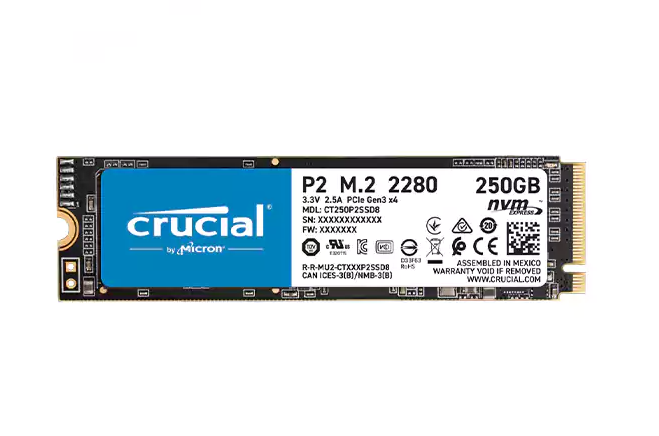 crucial
by Micron
P2 M.2 2280
250GB
3.3V 2.5A PCIe Gen3 x4
MDL: CT250P2SSD8
SN: XXXXXXXXXXXX
FW: XXXXXXX
nvm
EXPRESS
R-R-MU2-CTXXXP2SSD8
CAN ICES-3(B)/NMB-3(B)
RoHS
20
ASSEMBLED IN MEXICO
WARRANTY VOID IF REMOVED
WWW.CRUCIAL.COM